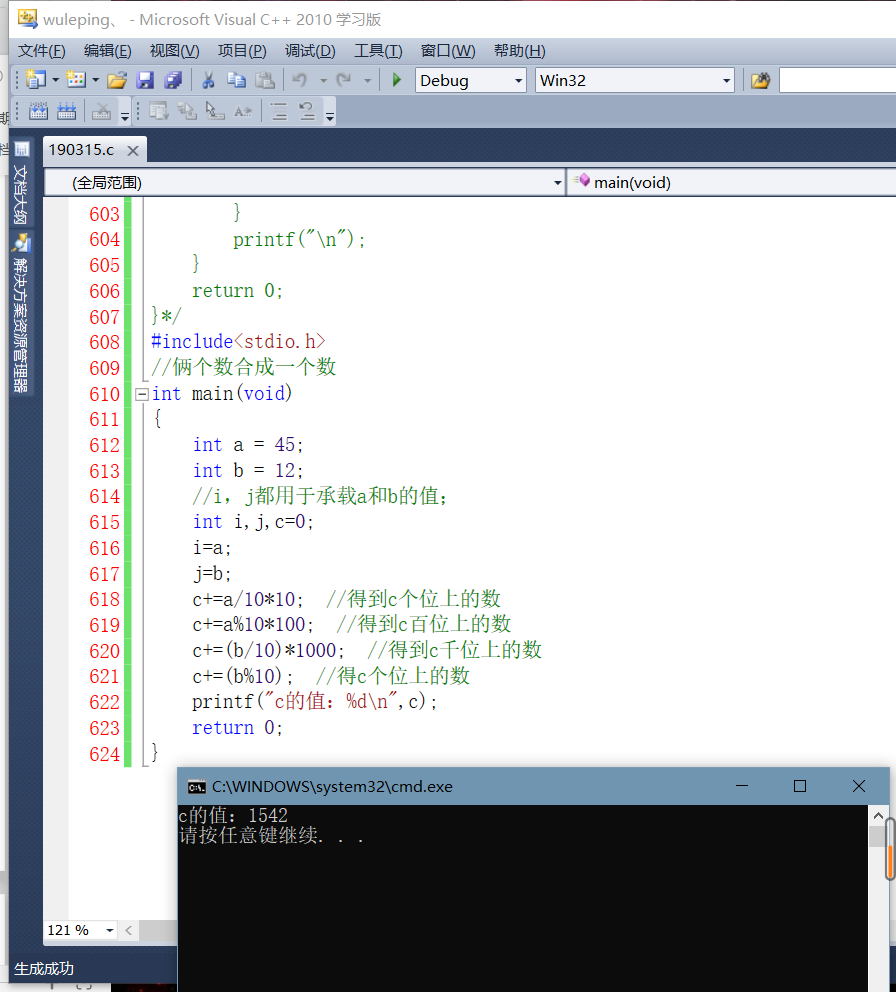 wuleping、 - Microsoft Visual C++ 2010 学习版
文件(F) 编辑(E) 视图(V) 项目(P) 调试(D) 工具(T) 窗口(W) 帮助(H)
Debug Win32
190315.c
文档大纲
解决方案资源管理器
(全局范围) main(void)
603 }
604 printf("\n");
605 }
606 return 0;
607 }*/
608 #include<stdio.h>
609 //俩个数合成一个数
610 int main(void)
611 {
612 int a = 45;
613 int b = 12;
614 //i，j都用于承载a和b的值;
615 int i,j,c=0;
616 i=a;
617 j=b;
618 c+=a/10*10; //得到c个位上的数
619 c+=a%10*100; //得到c百位上的数
620 c+=(b/10)*1000; //得到c千位上的数
621 c+=(b%10); //得c个位上的数
622 printf("c的值：%d\n",c);
623 return 0;
624 }
C:\WINDOWS\system32\cmd.exe
c的值：1542
请按任意键继续. . .
121 %
生成成功